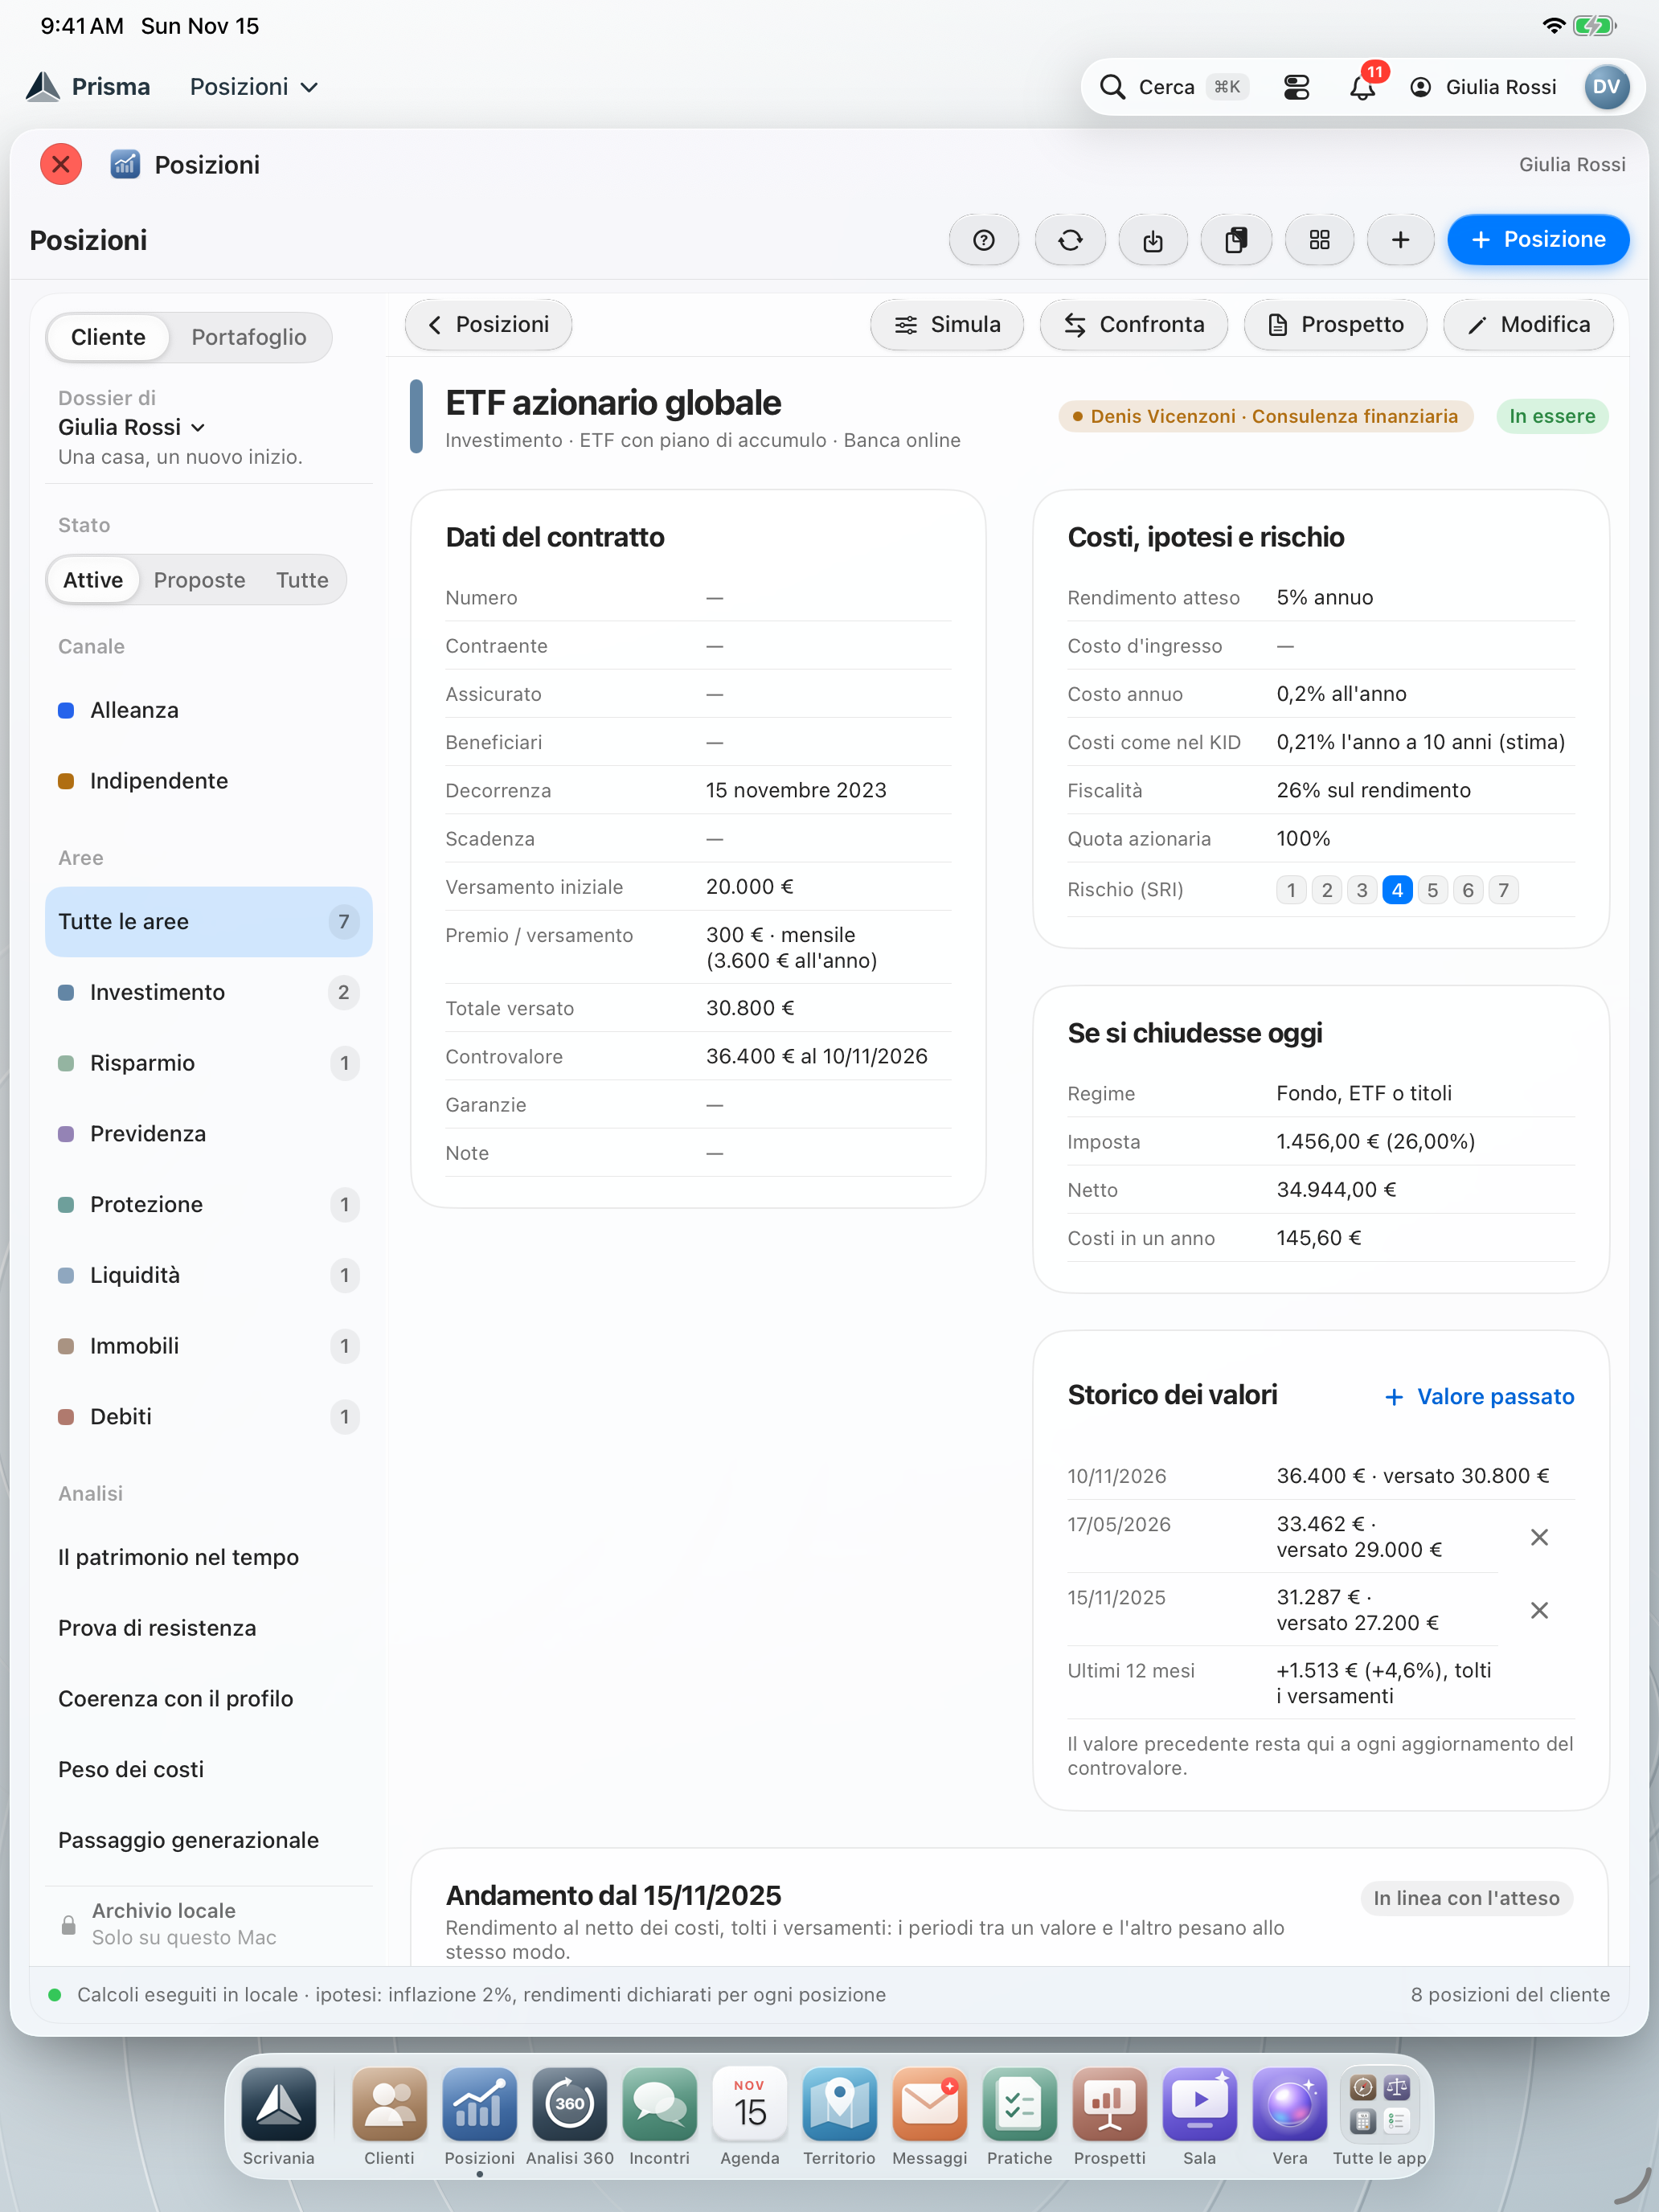 9:41 AM Sun Nov 15
Prisma Posizioni
Cerca ⌘K 11 Giulia Rossi DV
Posizioni Giulia Rossi
Posizioni
+ Posizione
Cliente Portafoglio
Dossier di
Giulia Rossi
Una casa, un nuovo inizio.
Stato
Attive Proposte Tutte
Canale
Alleanza
Indipendente
Aree
Tutte le aree 7
Investimento 2
Risparmio 1
Previdenza
Protezione 1
Liquidità 1
Immobili 1
Debiti 1
Analisi
Il patrimonio nel tempo
Prova di resistenza
Coerenza con il profilo
Peso dei costi
Passaggio generazionale
Archivio locale
Solo su questo Mac
Posizioni Simula Confronta Prospetto Modifica
ETF azionario globale
Investimento · ETF con piano di accumulo · Banca online
Denis Vicenzoni · Consulenza finanziaria In essere
Dati del contratto
Numero —
Contraente —
Assicurato —
Beneficiari —
Decorrenza 15 novembre 2023
Scadenza —
Versamento iniziale 20.000 €
Premio / versamento 300 € · mensile
(3.600 € all'anno)
Totale versato 30.800 €
Controvalore 36.400 € al 10/11/2026
Garanzie —
Note —
Costi, ipotesi e rischio
Rendimento atteso 5% annuo
Costo d'ingresso —
Costo annuo 0,2% all'anno
Costi come nel KID 0,21% l'anno a 10 anni (stima)
Fiscalità 26% sul rendimento
Quota azionaria 100%
Rischio (SRI) 1 2 3 4 5 6 7
Se si chiudesse oggi
Regime Fondo, ETF o titoli
Imposta 1.456,00 € (26,00%)
Netto 34.944,00 €
Costi in un anno 145,60 €
Storico dei valori + Valore passato
10/11/2026 36.400 € · versato 30.800 €
17/05/2026 33.462 € ·
versato 29.000 €
15/11/2025 31.287 € ·
versato 27.200 €
Ultimi 12 mesi +1.513 € (+4,6%), tolti
i versamenti
Il valore precedente resta qui a ogni aggiornamento del
controvalore.
Andamento dal 15/11/2025 In linea con l'atteso
Rendimento al netto dei costi, tolti i versamenti: i periodi tra un valore e l'altro pesano allo
stesso modo.
Calcoli eseguiti in locale · ipotesi: inflazione 2%, rendimenti dichiarati per ogni posizione 8 posizioni del cliente
360
NOV
15
Scrivania Clienti Posizioni Analisi 360 Incontri Agenda Territorio Messaggi Pratiche Prospetti Sala Vera Tutte le app